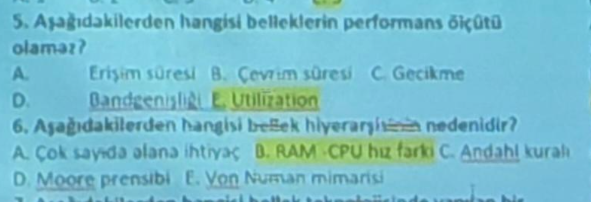 5. Aşağıdakilerden hangisi belleklerin performans ölçütü
olamaz?
A. Erişim süresi B. Çevrim süresi C. Gecikme
D. Bandgenişliği E. Utilization
6. Aşağıdakilerden hangisi bellek hiyerarşisinin nedenidir?
A. Çok sayıda alana ihtiyaç B. RAM -CPU hız farkı C. Andahl kuralı
D. Moore prensibi E. Von Numan mimarisi